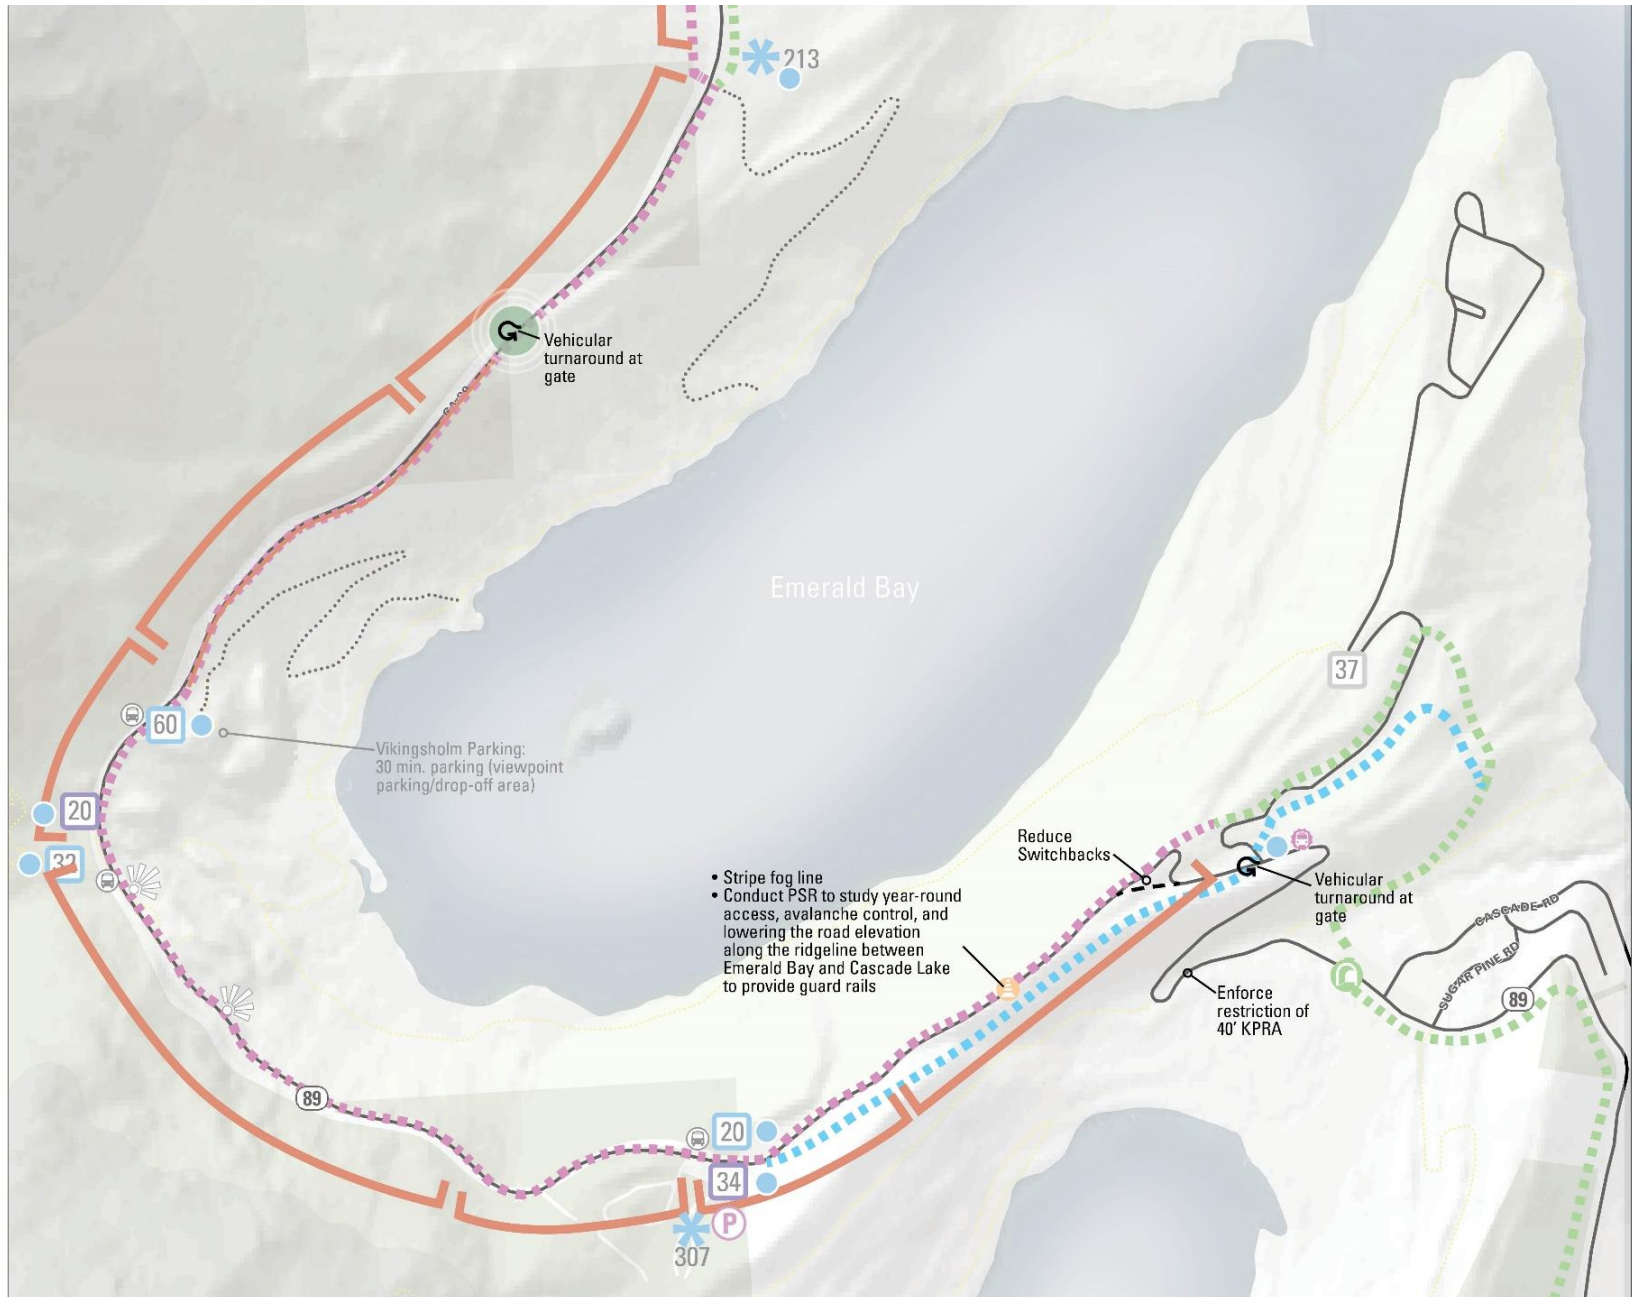 213
Vehicular
turnaround at
gate
Emerald Bay
37
60
Vikingsholm Parking:
30 min. parking (viewpoint
parking/drop-off area)
20
32
Reduce
Switchbacks
• Stripe fog line
• Conduct PSR to study year-round
access, avalanche control, and
lowering the road elevation
along the ridgeline between
Emerald Bay and Cascade Lake
to provide guard rails
Vehicular
turnaround at
gate
CASCADE RD
SUGAR PINE RD
89
Enforce
restriction of
40' KPRA
89
20
34
P
307